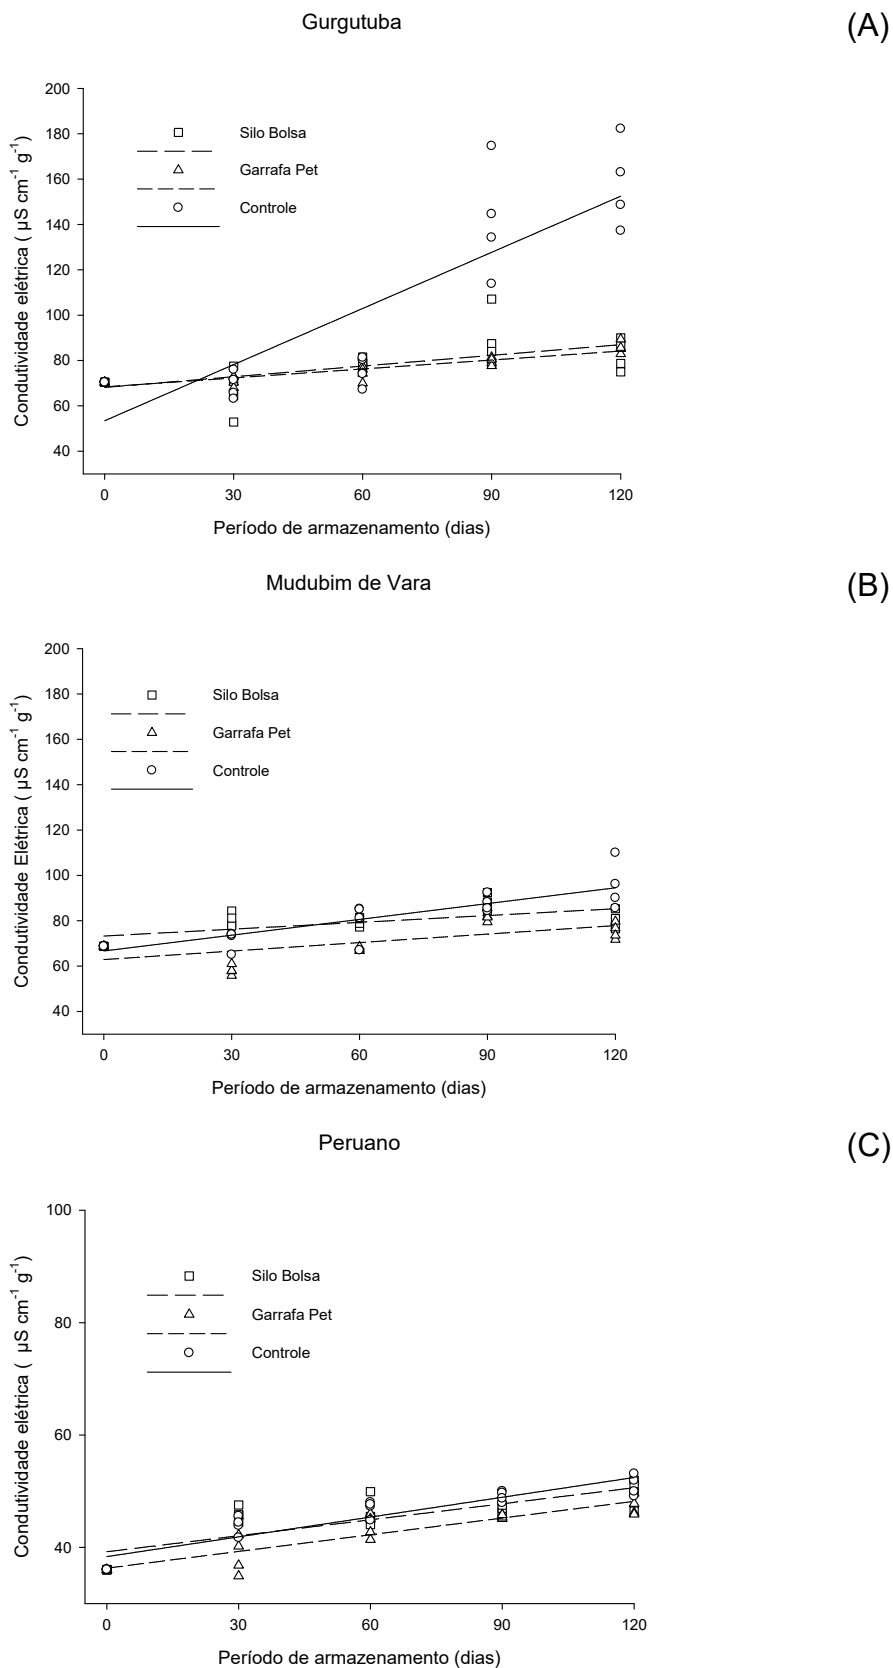 Gurgutuba
(A)
200
180
160
140
120
100
80
60
40
Condutividade elétrica ( µS cm⁻¹ g⁻¹)
Silo Bolsa
Garrafa Pet
Controle
0 30 60 90 120
Período de armazenamento (dias)
Mudubim de Vara
(B)
200
180
160
140
120
100
80
60
40
Condutividade Elétrica ( µS cm⁻¹ g⁻¹)
Silo Bolsa
Garrafa Pet
Controle
0 30 60 90 120
Período de armazenamento (dias)
Peruano
(C)
100
80
60
40
Condutividade elétrica ( µS cm⁻¹ g⁻¹)
Silo Bolsa
Garrafa Pet
Controle
0 30 60 90 120
Período de armazenamento (dias)